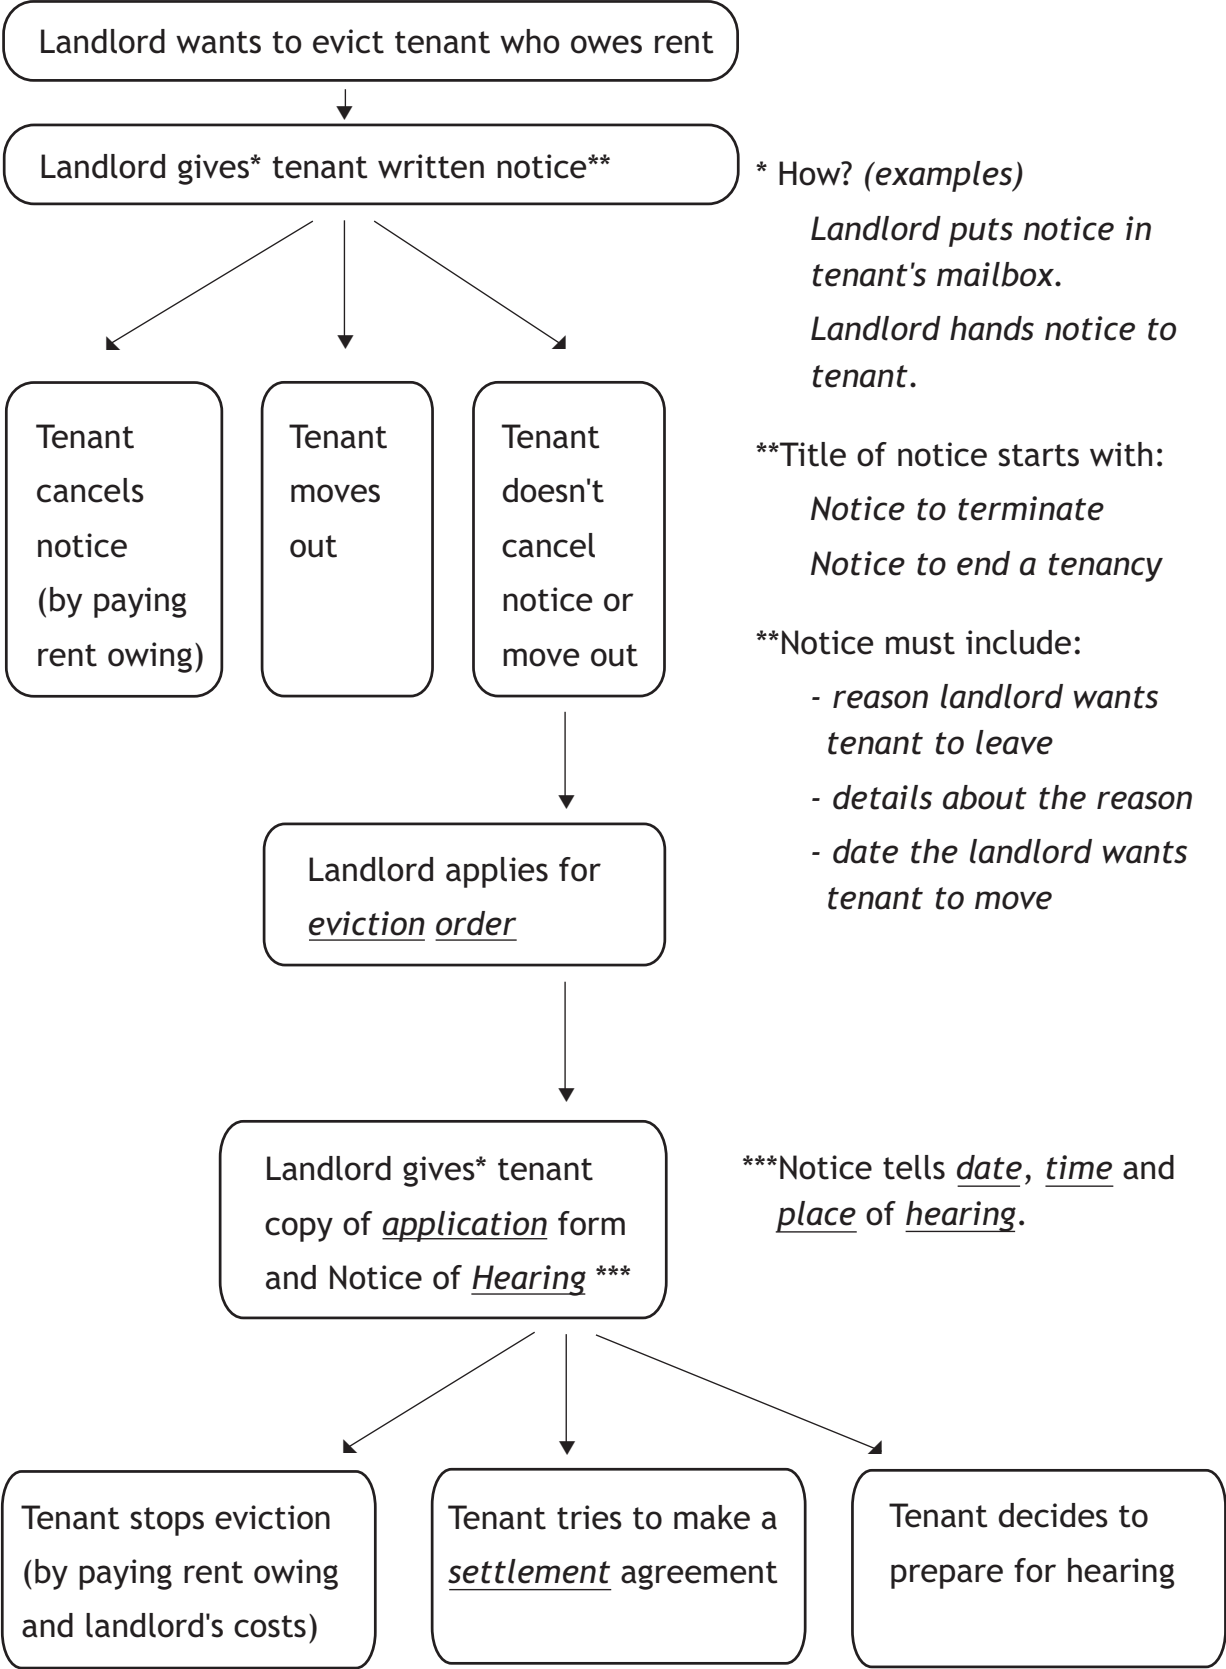 Landlord wants to evict tenant who owes rent
Landlord gives* tenant written notice**
* How? (examples)
Landlord puts notice in
tenant's mailbox.
Landlord hands notice to
tenant.
**Title of notice starts with:
Notice to terminate
Notice to end a tenancy
**Notice must include:
- reason landlord wants
tenant to leave
- details about the reason
- date the landlord wants
tenant to move
Tenant
cancels
notice
(by paying
rent owing)
Tenant
moves
out
Tenant
doesn't
cancel
notice or
move out
Landlord applies for
eviction order
Landlord gives* tenant
copy of application form
and Notice of Hearing ***
***Notice tells date, time and
place of hearing.
Tenant stops eviction
(by paying rent owing
and landlord's costs)
Tenant tries to make a
settlement agreement
Tenant decides to
prepare for hearing